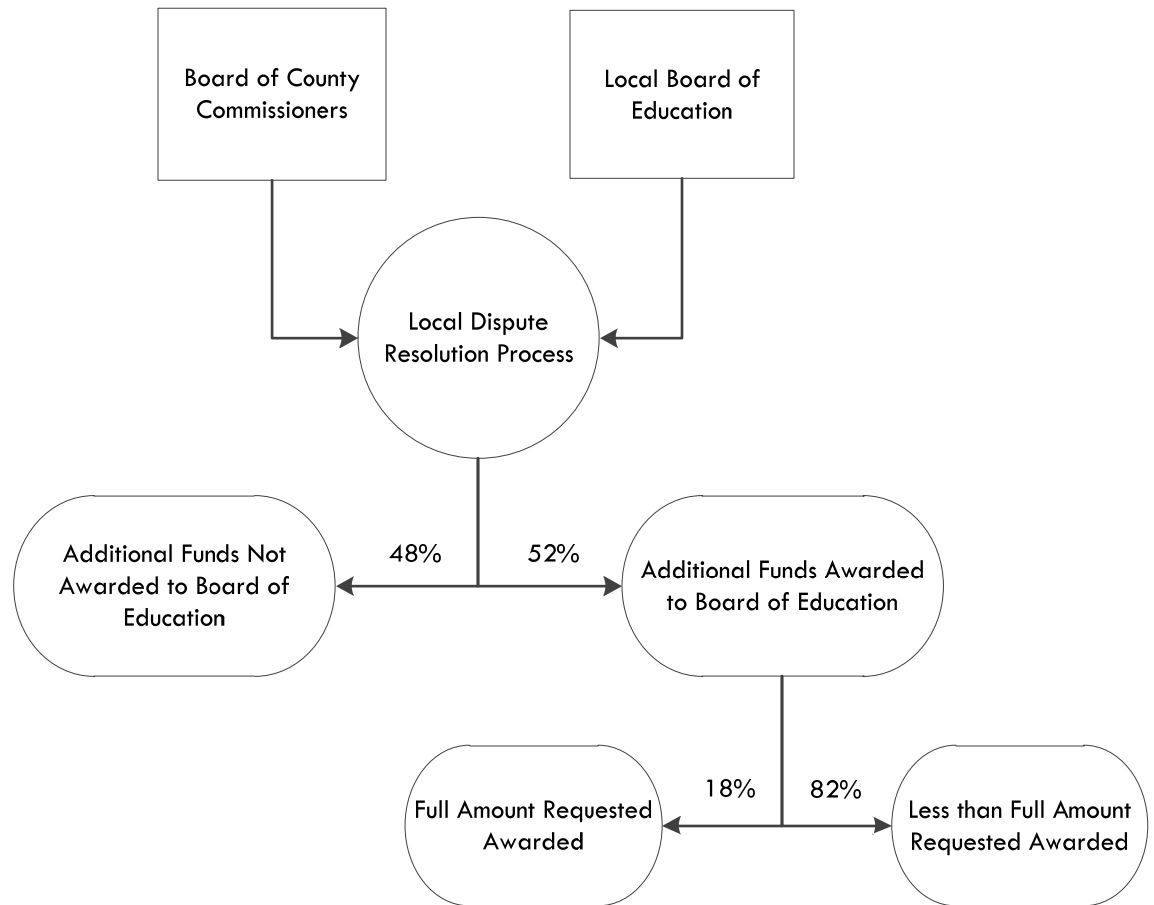 Board of County
Commissioners
Local Board of
Education
Local Dispute
Resolution Process
48%
52%
Additional Funds Not
Awarded to Board of
Education
Additional Funds Awarded
to Board of Education
18%
82%
Full Amount Requested
Awarded
Less than Full Amount
Requested Awarded